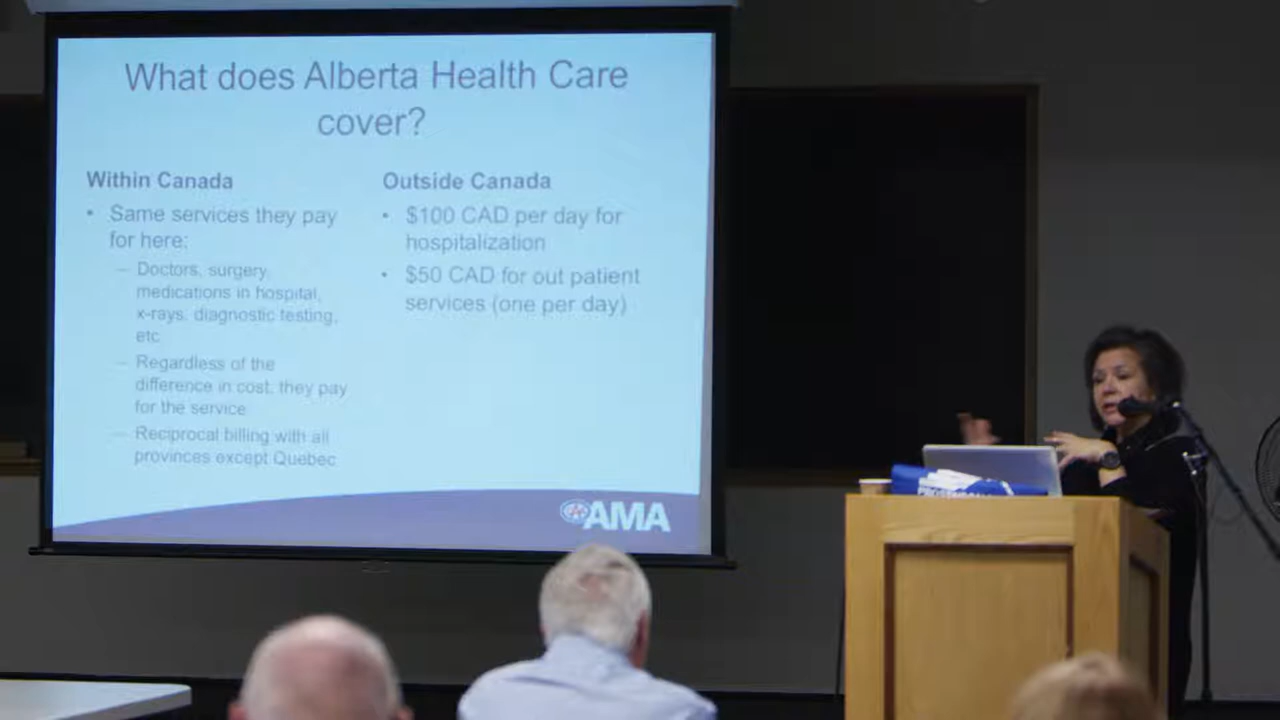 What does Alberta Health Care
cover?
Within Canada
• Same services they pay
for here:
– Doctors, surgery,
medications in hospital,
x-rays, diagnostic testing,
etc
– Regardless of the
difference in cost, they pay
for the service
– Reciprocal billing with all
provinces except Quebec
Outside Canada
• $100 CAD per day for
hospitalization
• $50 CAD for out patient
services (one per day)
AMA